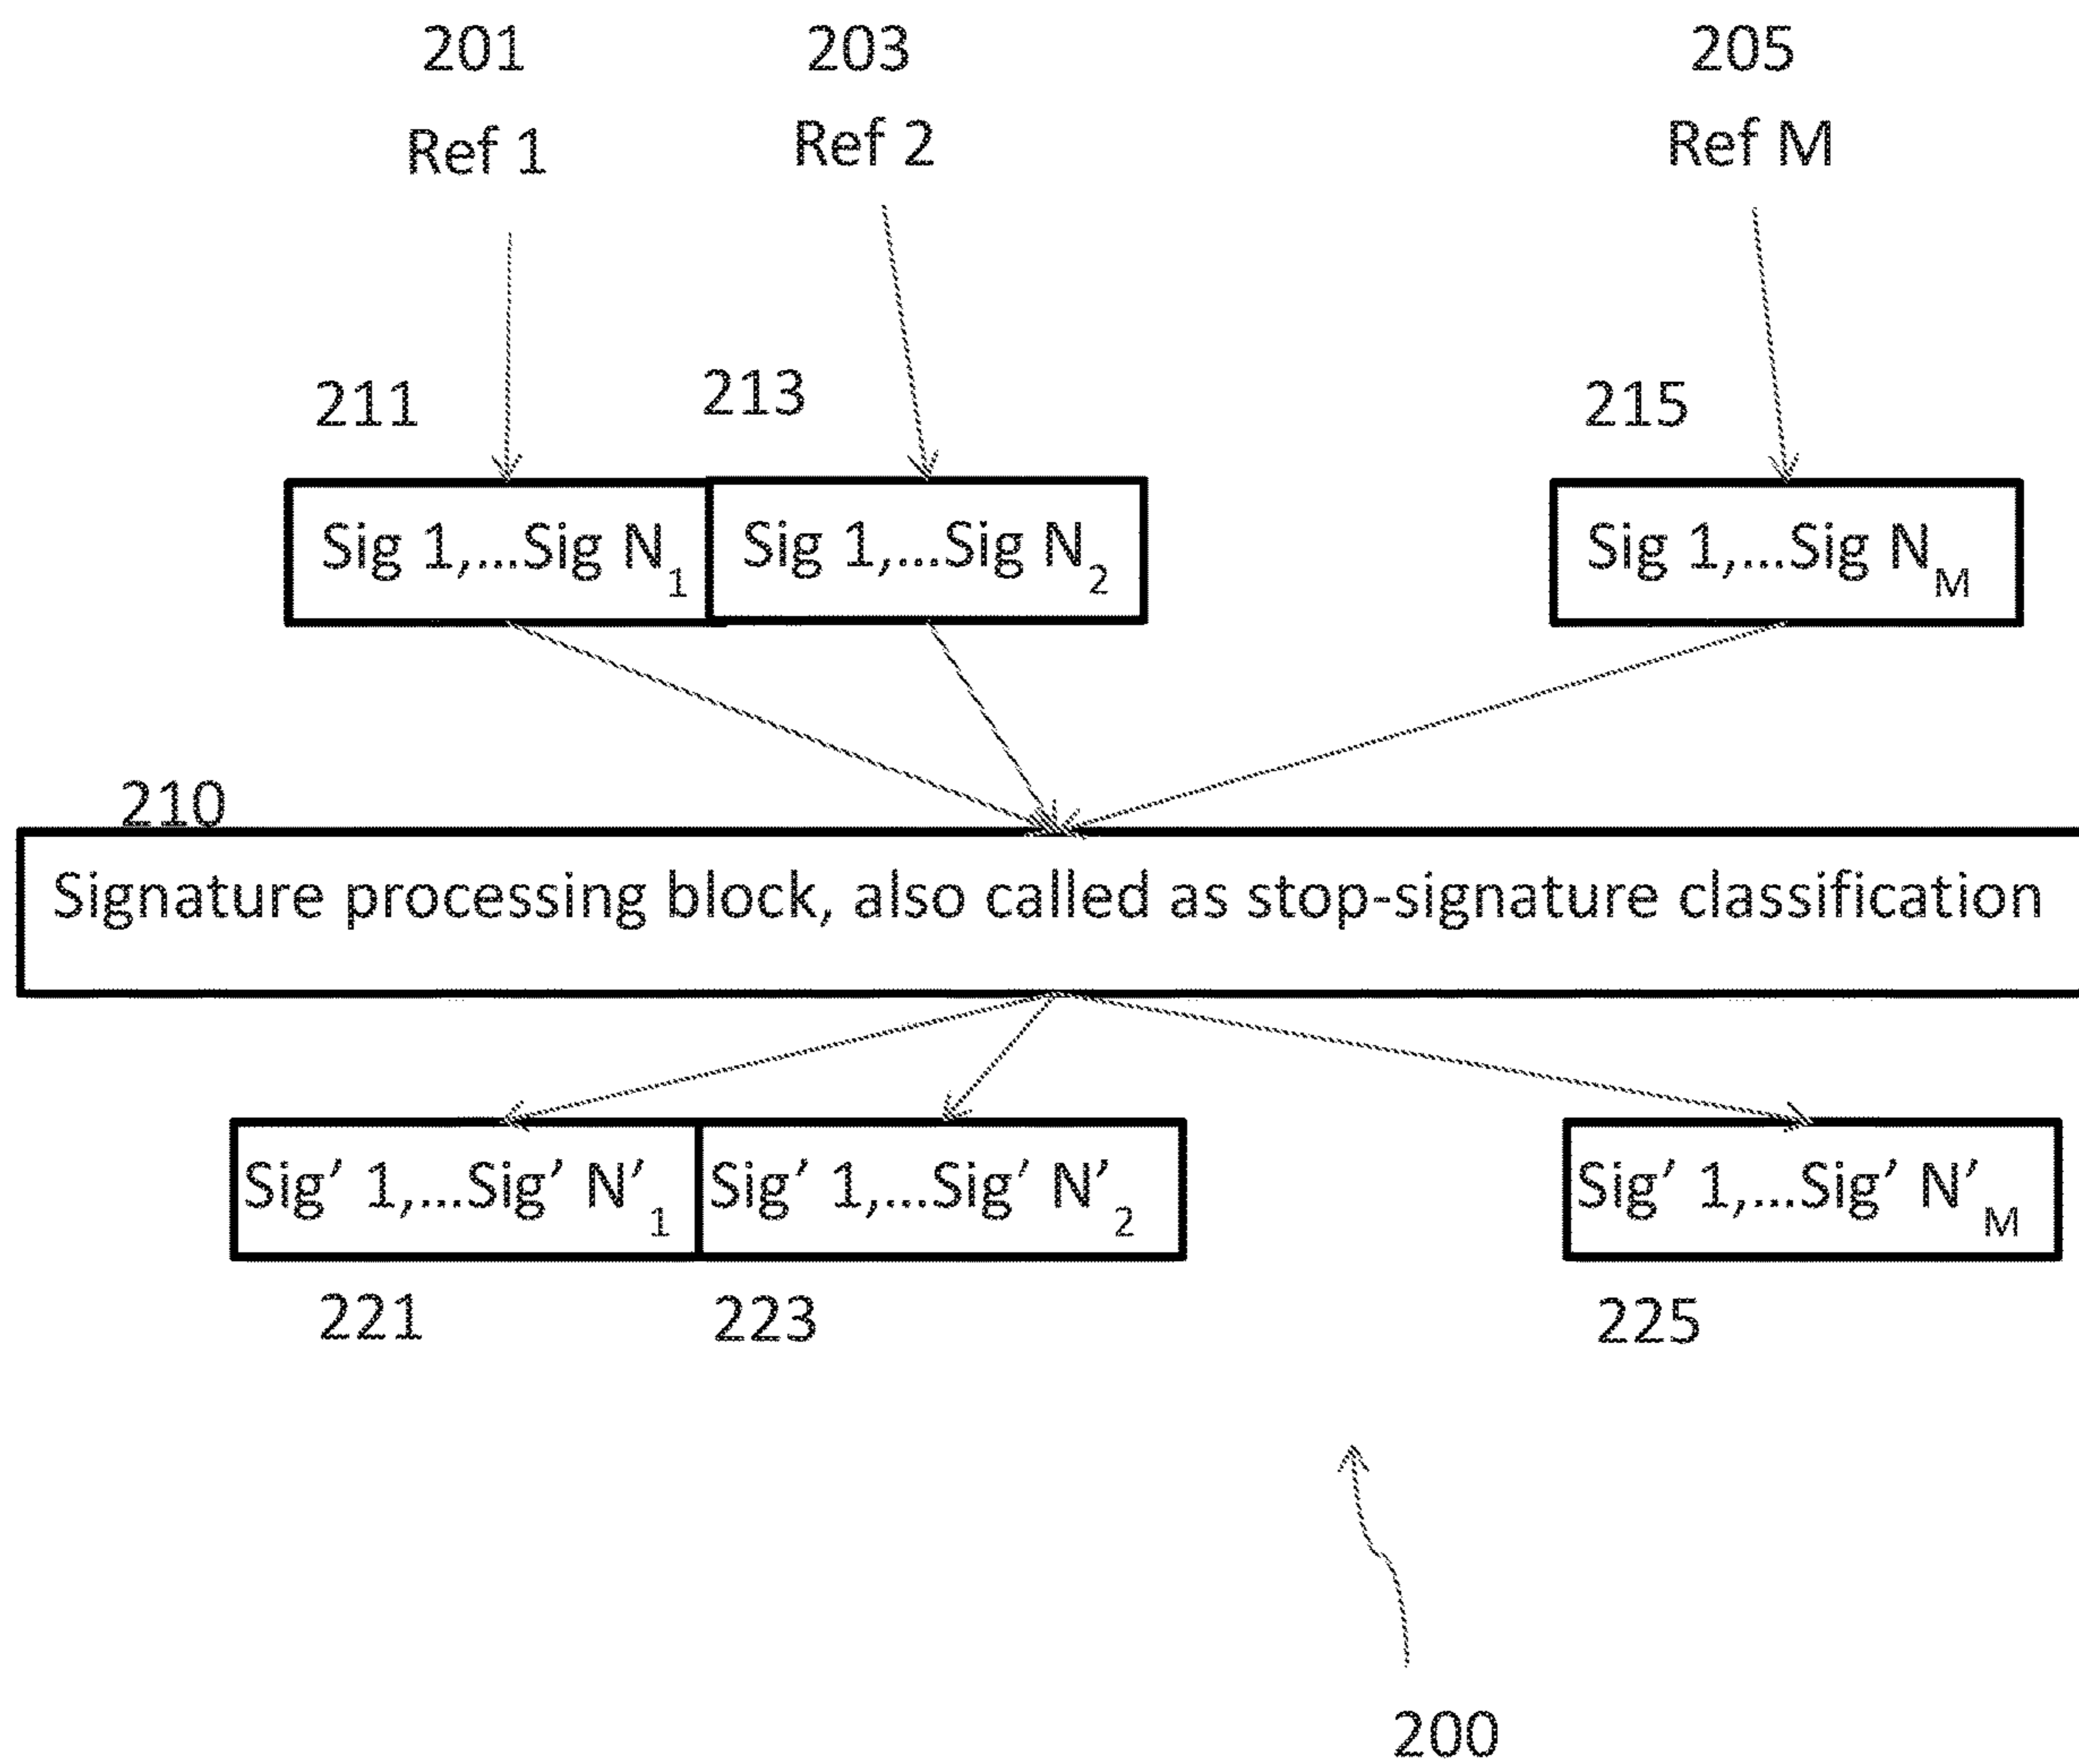 201 203 205
Ref 1 Ref 2 Ref M
211 213 215
Sig 1,...Sig N₁ Sig 1,...Sig N₂ Sig 1,...Sig N_M
210
Signature processing block, also called as stop-signature classification
Sig' 1,...Sig' N'₁ Sig' 1,...Sig' N'₂ Sig' 1,...Sig' N'_M
221 223 225
200